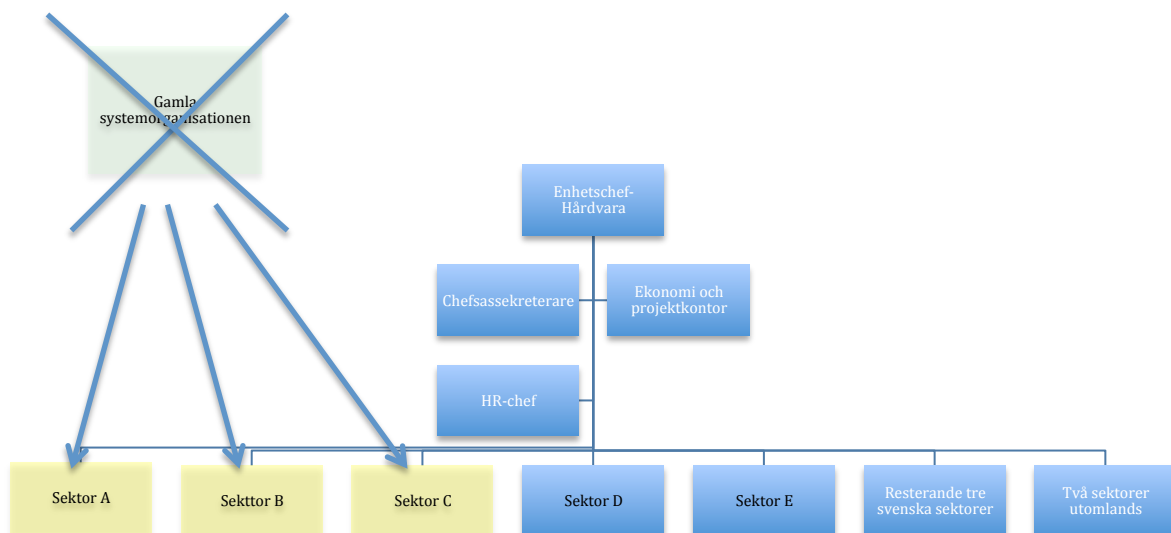 Gamla
systemorganisationen
Enhetschef-
Hårdvara
Chefsassekreterare
Ekonomi och
projektkontor
HR-chef
Sektor A
Sekttor B
Sektor C
Sektor D
Sektor E
Resterande tre
svenska sektorer
Två sektorer
utomlands